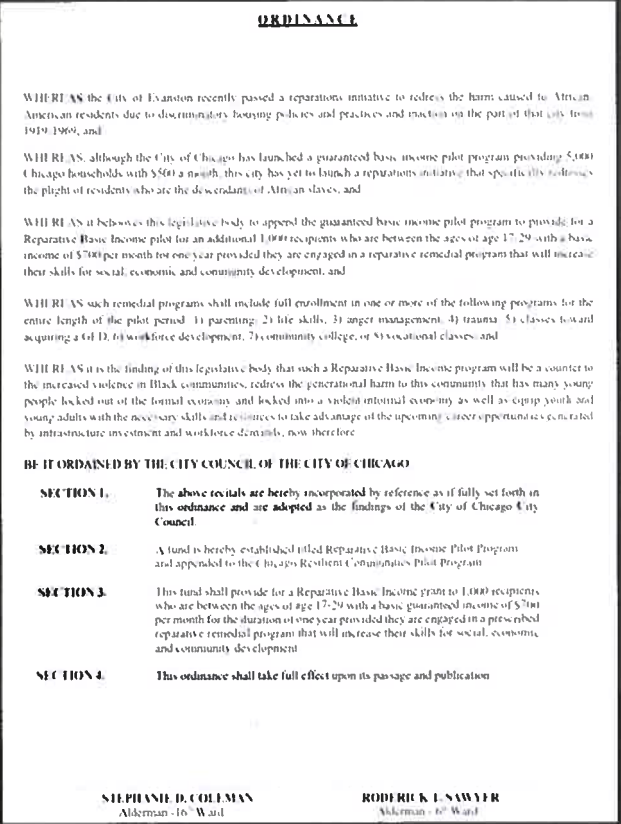 ORDINANCE
WHEREAS the City of Evanston recently passed a reparations initiative to redress the harm caused to African
American residents due to discriminatory housing policies and practices and inaction on the part of that city from
1919-1969, and
WHEREAS, although the City of Chicago has launched a guaranteed basic income pilot program providing 5,000
Chicago households with $500 a month, this city has yet to launch a reparations initiative that specifically redresses
the plight of residents who are the descendants of African slaves, and
WHEREAS it behooves this legislative body to append the guaranteed basic income pilot program to provide for a
Reparative Basic Income pilot for an additional 1,000 recipients who are between the ages of age 17-29 with a basic
income of $700 per month for one year provided they are engaged in a reparative remedial program that will increase
their skills for social, economic and community development, and
WHEREAS such remedial programs shall include full enrollment in one or more of the following programs for the
entire length of the pilot period 1) parenting, 2) life skills, 3) anger management, 4) trauma 5) classes toward
acquiring a GED, 6) workforce development, 7) community college, or 8) vocational classes, and
WHEREAS it is the finding of this legislative body that such a Reparative Basic Income program will be a counter to
the increased violence in Black communities, redress the generational harm to this community that has many young
people locked out of the formal economy and locked into a violent informal economy as well as equip youth and
young adults with the necessary skills and resources to take advantage of the upcoming career opportunities generated
by infrastructure investment and workforce demands, now therefore
BE IT ORDAINED BY THE CITY COUNCIL OF THE CITY OF CHICAGO
SECTION 1. The above recitals are hereby incorporated by reference as if fully set forth in
this ordinance and are adopted as the findings of the City of Chicago City
Council.
SECTION 2. A fund is hereby established titled Reparative Basic Income Pilot Program
and appended to the Chicago Resilient Communities Pilot Program
SECTION 3. This fund shall provide for a Reparative Basic Income grant to 1,000 recipients
who are between the ages of age 17-29 with a basic guaranteed income of $700
per month for the duration of one year provided they are engaged in a prescribed
reparative remedial program that will increase their skills for social, economic
and community development
SECTION 4. This ordinance shall take full effect upon its passage and publication
STEPHANIE D. COLEMAN RODERICK T. SAWYER
Alderman - 16th Ward Alderman - 6th Ward